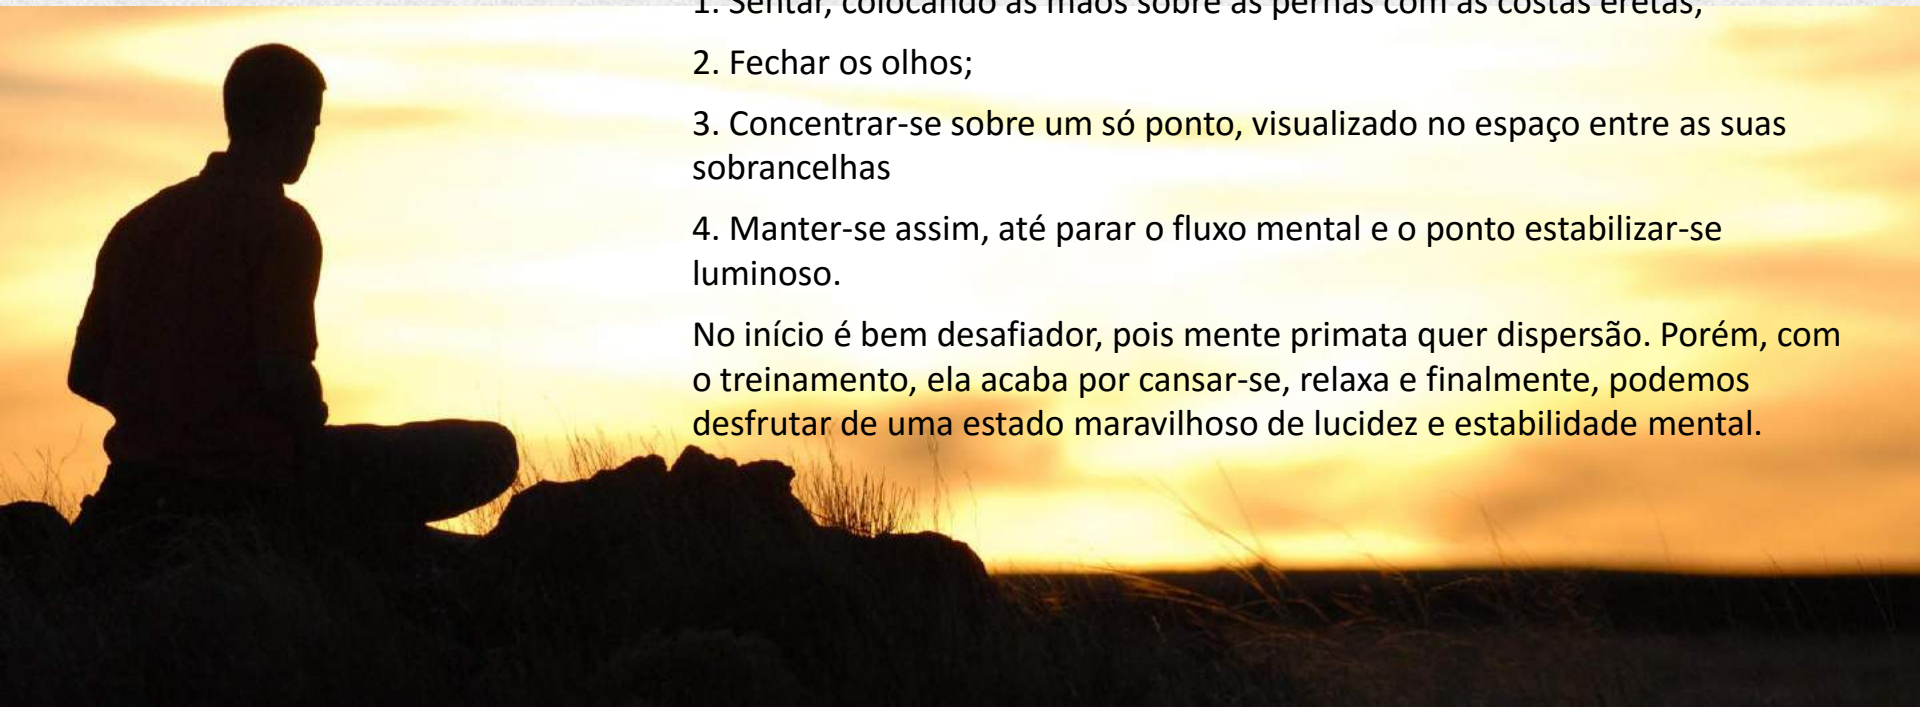 1. Sentar, colocando as mãos sobre as pernas com as costas eretas;
2. Fechar os olhos;
3. Concentrar-se sobre um só ponto, visualizado no espaço entre as suas
sobrancelhas
4. Manter-se assim, até parar o fluxo mental e o ponto estabilizar-se
luminoso.
No início é bem desafiador, pois mente primata quer dispersão. Porém, com
o treinamento, ela acaba por cansar-se, relaxa e finalmente, podemos
desfrutar de uma estado maravilhoso de lucidez e estabilidade mental.